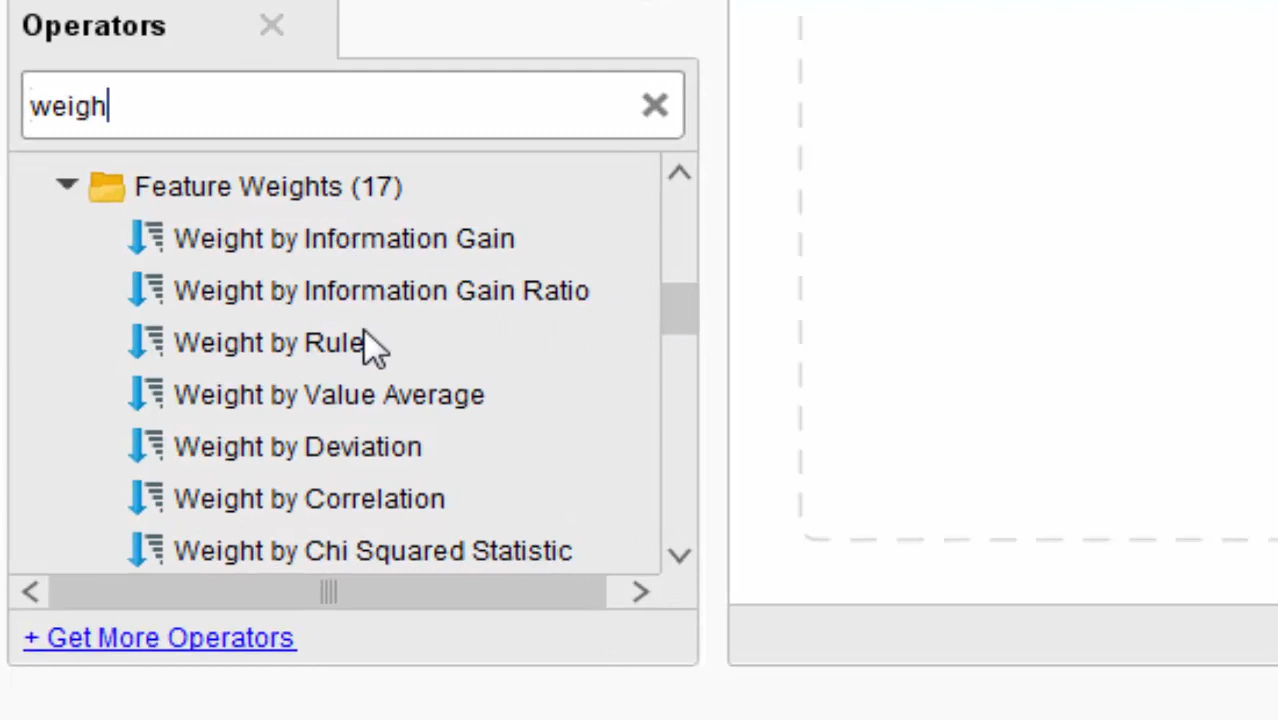 Operators
weigh
Feature Weights (17)
Weight by Information Gain
Weight by Information Gain Ratio
Weight by Rule
Weight by Value Average
Weight by Deviation
Weight by Correlation
Weight by Chi Squared Statistic
+ Get More Operators